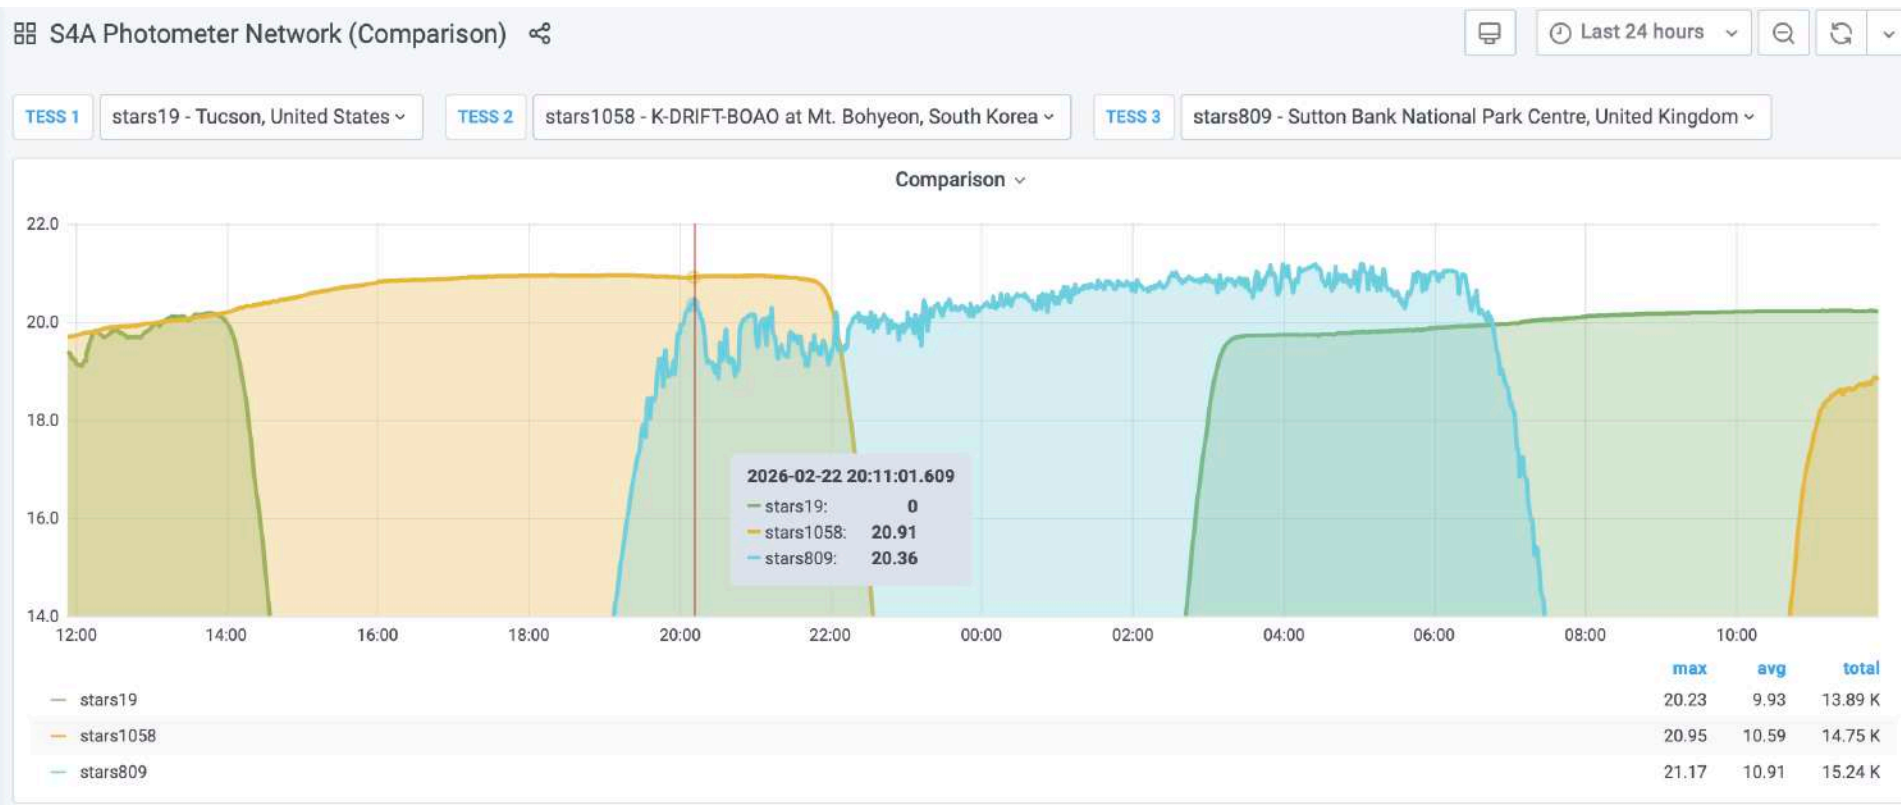 S4A Photometer Network (Comparison)
Last 24 hours
TESS 1 stars19 - Tucson, United States TESS 2 stars1058 - K-DRIFT-BOAO at Mt. Bohyeon, South Korea TESS 3 stars809 - Sutton Bank National Park Centre, United Kingdom
Comparison
22.0
20.0
18.0
16.0
14.0
2026-02-22 20:11:01.609
stars19: 0
stars1058: 20.91
stars809: 20.36
12:00 14:00 16:00 18:00 20:00 22:00 00:00 02:00 04:00 06:00 08:00 10:00
max avg total
stars19 20.23 9.93 13.89 K
stars1058 20.95 10.59 14.75 K
stars809 21.17 10.91 15.24 K